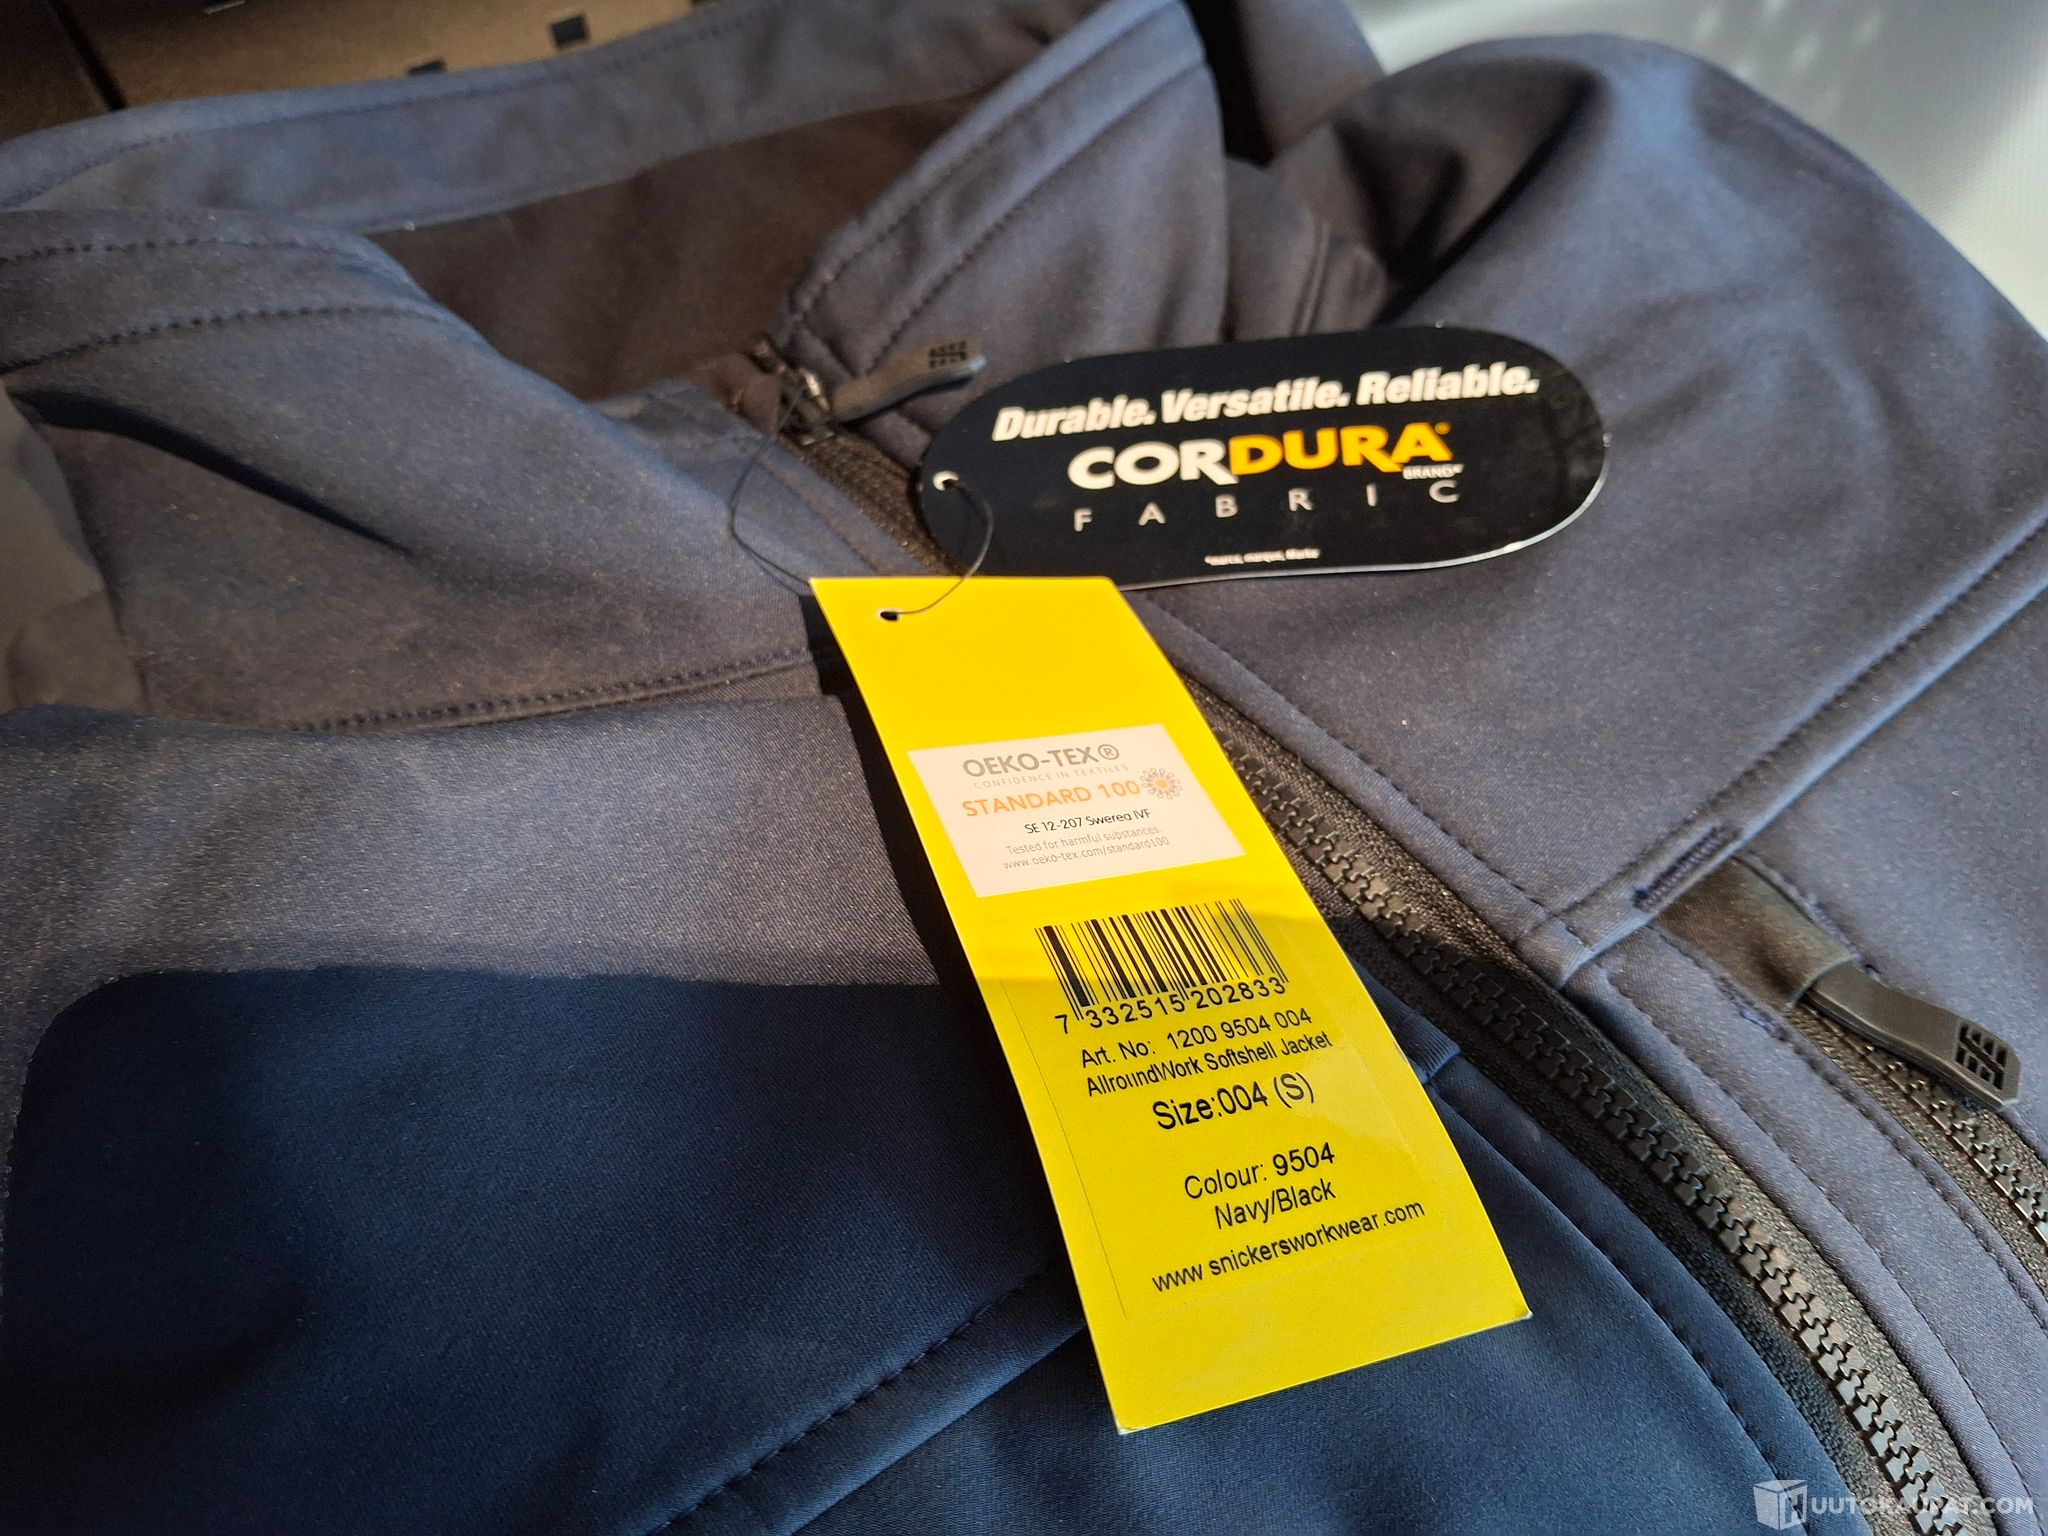 Durable. Versatile. Reliable.
CORDURA®
BRAND
FABRIC
OEKO-TEX®
CONFIDENCE IN TEXTILES
STANDARD 100
SE 12-207 Swerea IVF
Tested for harmful substances.
www.oeko-tex.com/standard100
7 332515 202833
Art. No: 1200 9504 004
AllroundWork Softshell Jacket
Size:004 (S)
Colour: 9504
Navy/Black
www.snickersworkwear.com
UUTOKAUPAT.COM